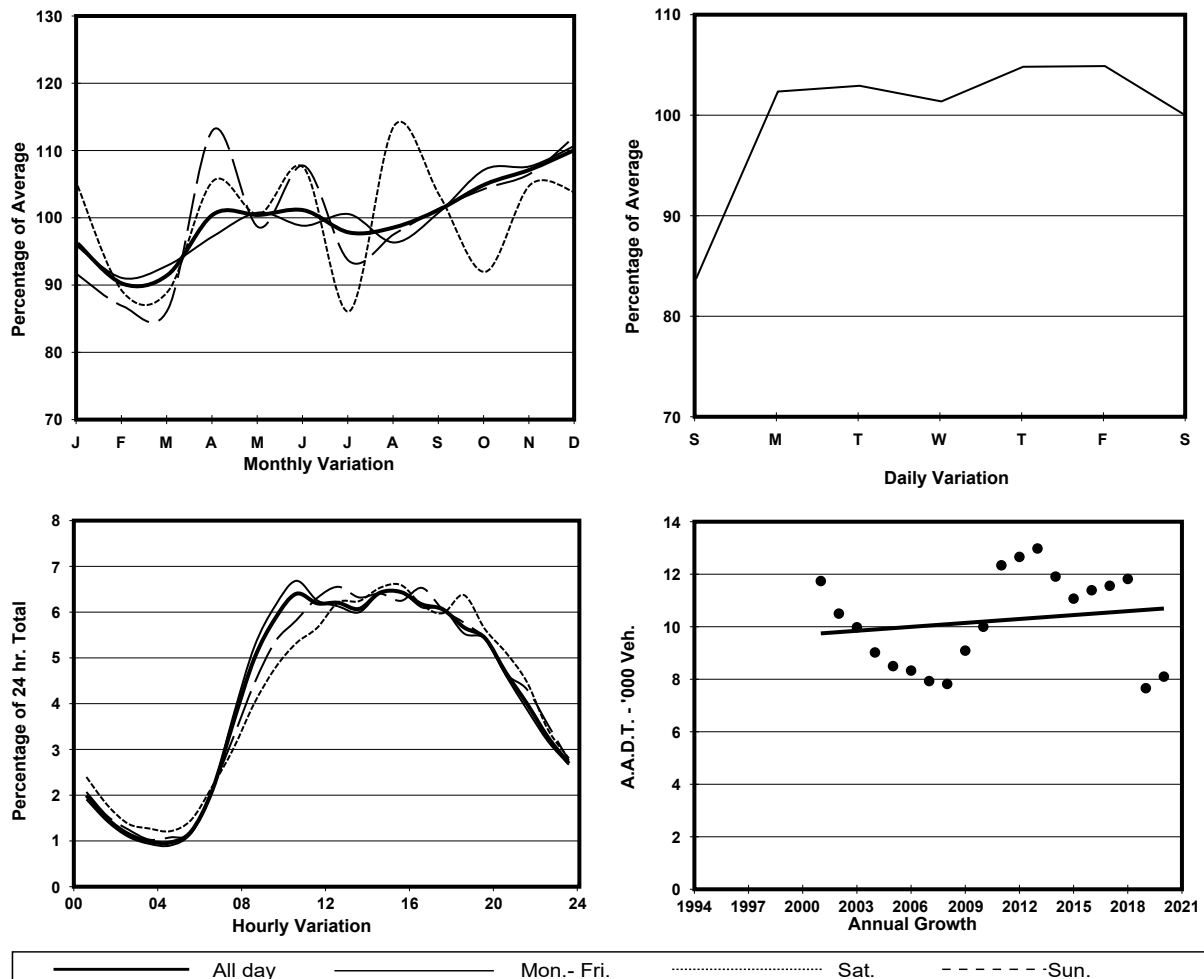 130
120
110
100
90
80
70
Percentage of Average
J F M A M J J A S O N D
Monthly Variation
110
100
90
80
70
Percentage of Average
S M T W T F S
Daily Variation
8
7
6
5
4
3
2
1
0
Percentage of 24 hr. Total
00 04 08 12 16 20 24
Hourly Variation
14
12
10
8
6
4
2
0
A.A.D.T. - '000 Veh.
1994 1997 2000 2003 2006 2009 2012 2015 2018 2021
Annual Growth
All day Mon.- Fri. Sat. Sun.